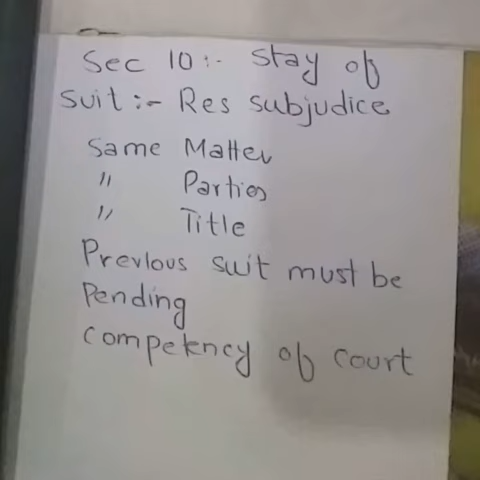 Sec 10:- Stay of
Suit:- Res subjudice
Same Matter
" Parties
" Title
Previous suit must be
Pending
Competency of court